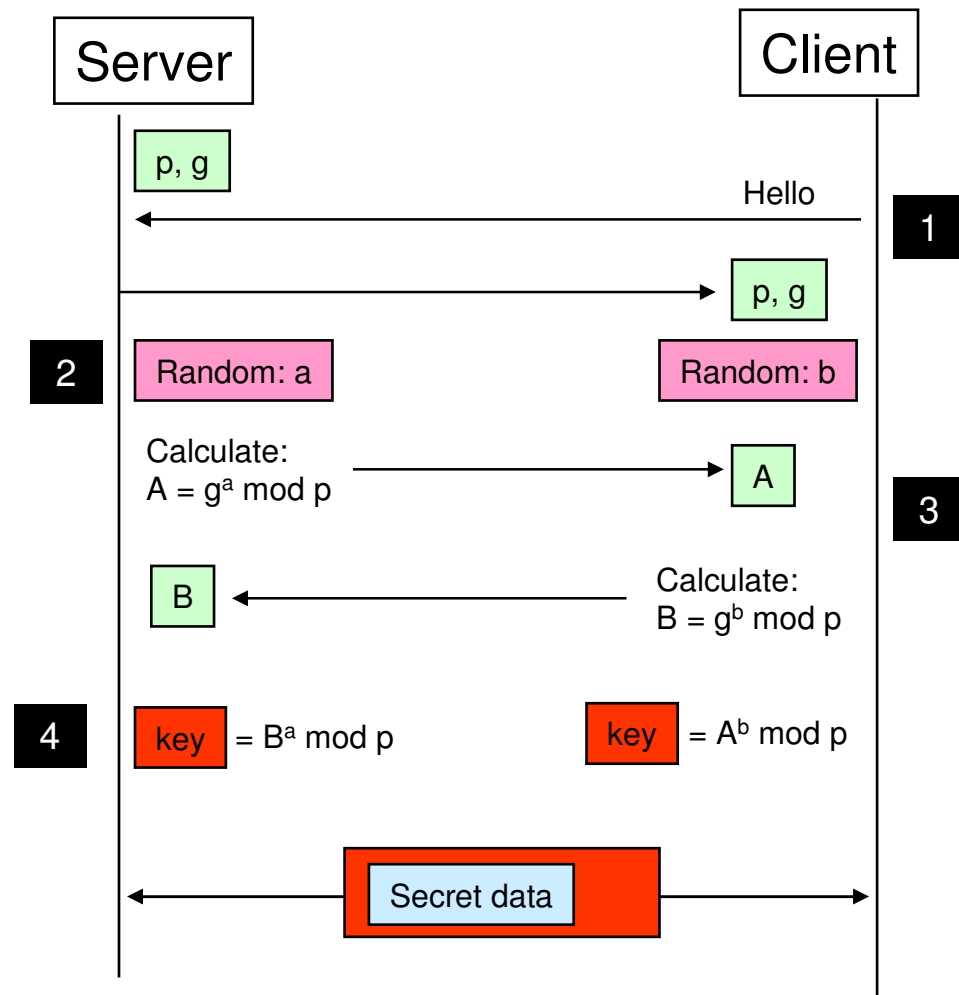 Server
Client
p, g
Hello
1
p, g
2
Random: a
Random: b
Calculate:
A = gᵃ mod p
A
3
B
Calculate:
B = gᵇ mod p
4
key = Bᵃ mod p
key = Aᵇ mod p
Secret data